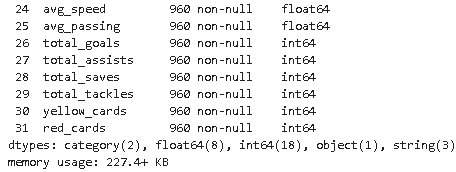 24 avg_speed 960 non-null float64
25 avg_passing 960 non-null float64
26 total_goals 960 non-null int64
27 total_assists 960 non-null int64
28 total_saves 960 non-null int64
29 total_tackles 960 non-null int64
30 yellow_cards 960 non-null int64
31 red_cards 960 non-null int64
dtypes: category(2), float64(8), int64(18), object(1), string(3)
memory usage: 227.4+ KB